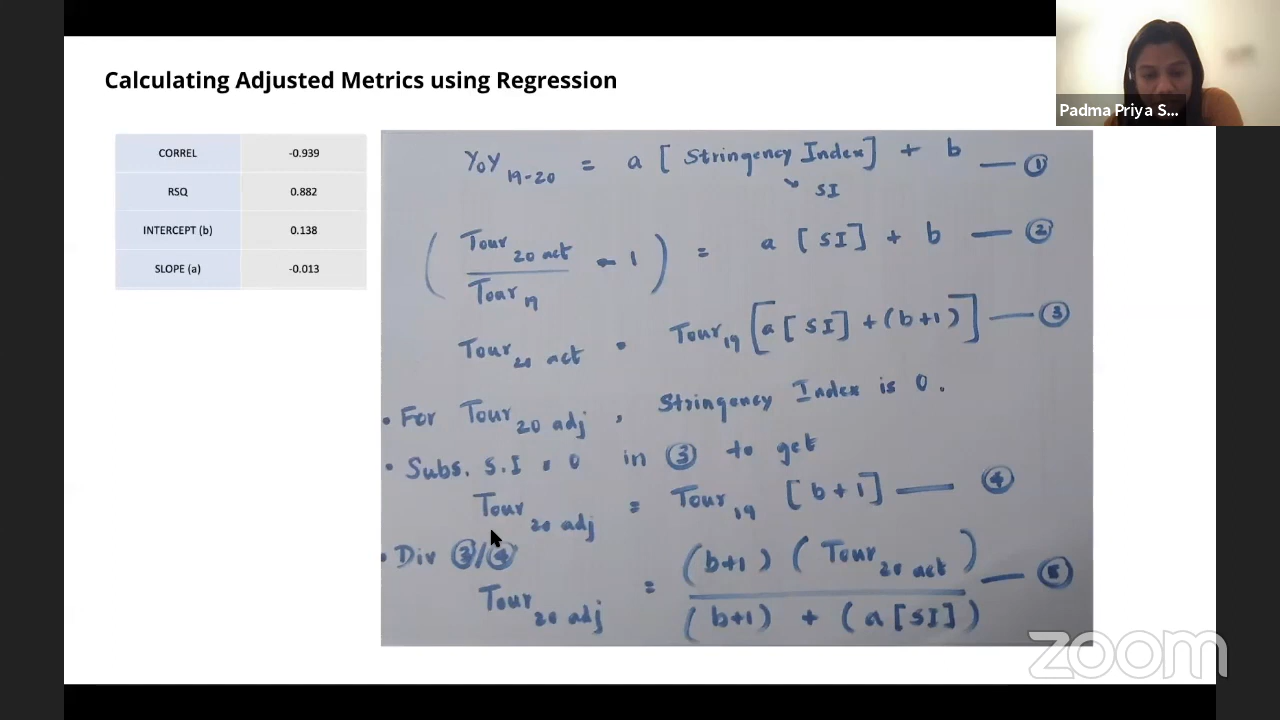 Calculating Adjusted Metrics using Regression
Padma Priya S...
CORREL -0.939
RSQ 0.882
INTERCEPT (b) 0.138
SLOPE (a) -0.013
YoY 19-20 = a [ Stringency Index ] + b — ①
↘ SI
( Tour 20 act / Tour 19 - 1 ) = a [ SI ] + b — ②
Tour 20 act = Tour 19 [ a [ SI ] + (b+1) ] — ③
• For Tour 20 adj , Stringency Index is 0.
• Subs. S.I = 0 in ③ to get
Tour 20 adj = Tour 19 [ b+1 ] — ④
• Div ③/④
Tour 20 adj = (b+1) ( Tour 20 act ) / (b+1) + ( a [ SI ] ) — ⑤
zoom